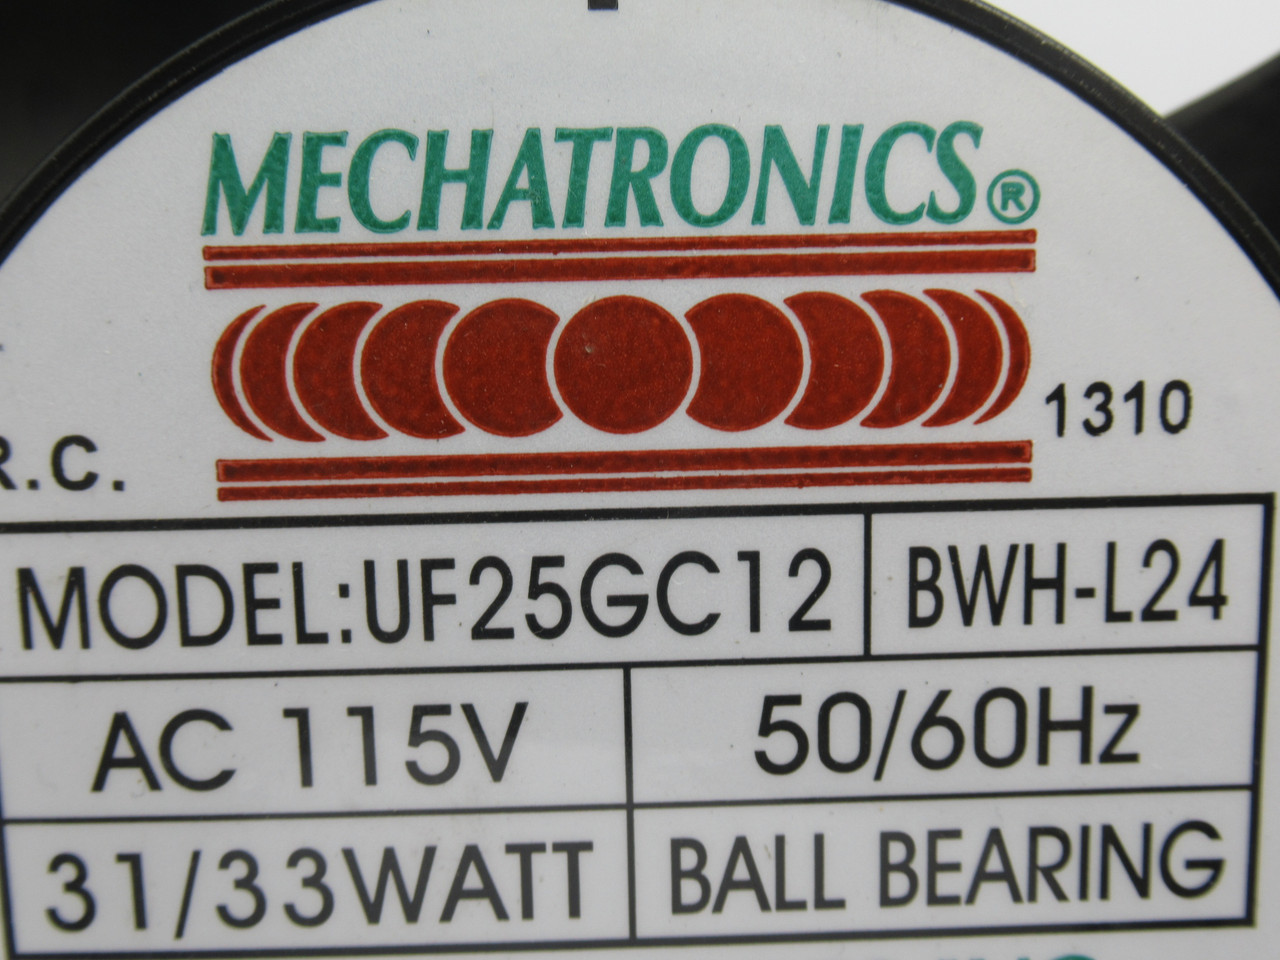 MECHATRONICS®
1310
R.C.
MODEL:UF25GC12 BWH-L24
AC 115V 50/60Hz
31/33WATT BALL BEARING